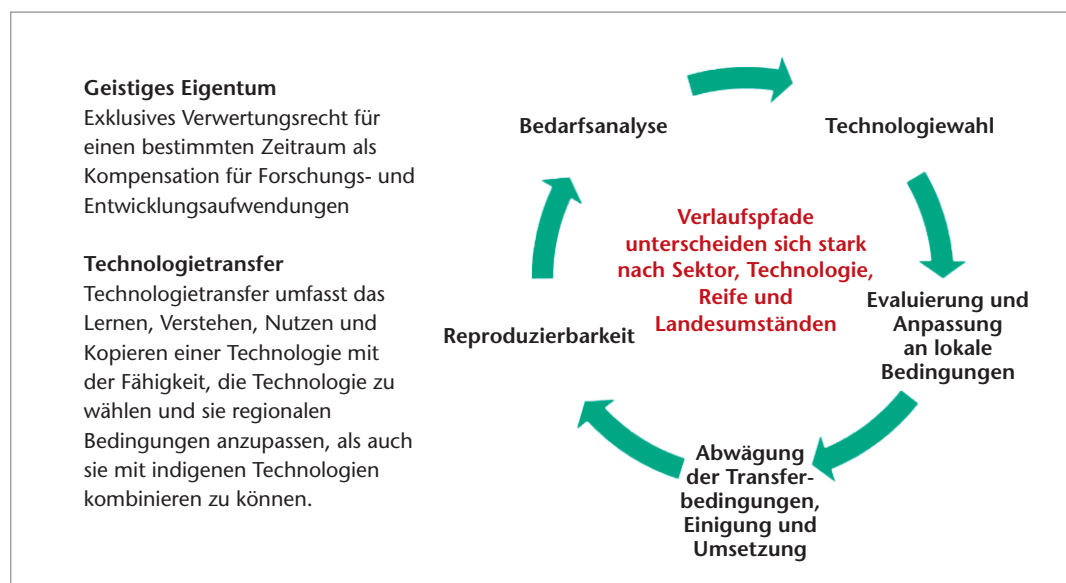 Geistiges Eigentum
Exklusives Verwertungsrecht für
einen bestimmten Zeitraum als
Kompensation für Forschungs- und
Entwicklungsaufwendungen
Technologietransfer
Technologietransfer umfasst das
Lernen, Verstehen, Nutzen und
Kopieren einer Technologie mit
der Fähigkeit, die Technologie zu
wählen und sie regionalen
Bedingungen anzupassen, als auch
sie mit indigenen Technologien
kombinieren zu können.
Bedarfsanalyse
Technologiewahl
Verlaufspfade
unterscheiden sich stark
nach Sektor, Technologie,
Reife und
Landesumständen
Evaluierung und
Anpassung
an lokale
Bedingungen
Abwägung
der Transfer-
bedingungen,
Einigung und
Umsetzung
Reproduzierbarkeit